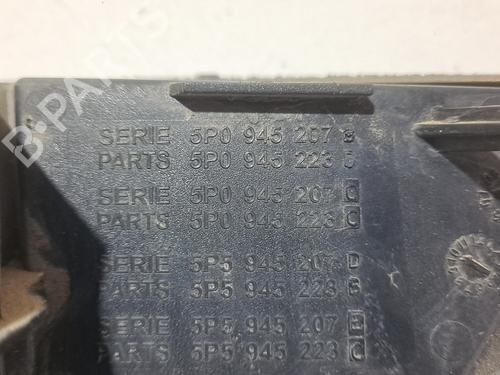 B-PARTS
SERIE 5P0 945 207 B
PARTS 5P0 945 223
SERIE 5P0 945 207 C
PARTS 5P0 945 223 C
SERIE 5P5 945 207 D
PARTS 5P5 945 223 B
SERIE 5P5 945 207 E
PARTS 5P5 945 223 C